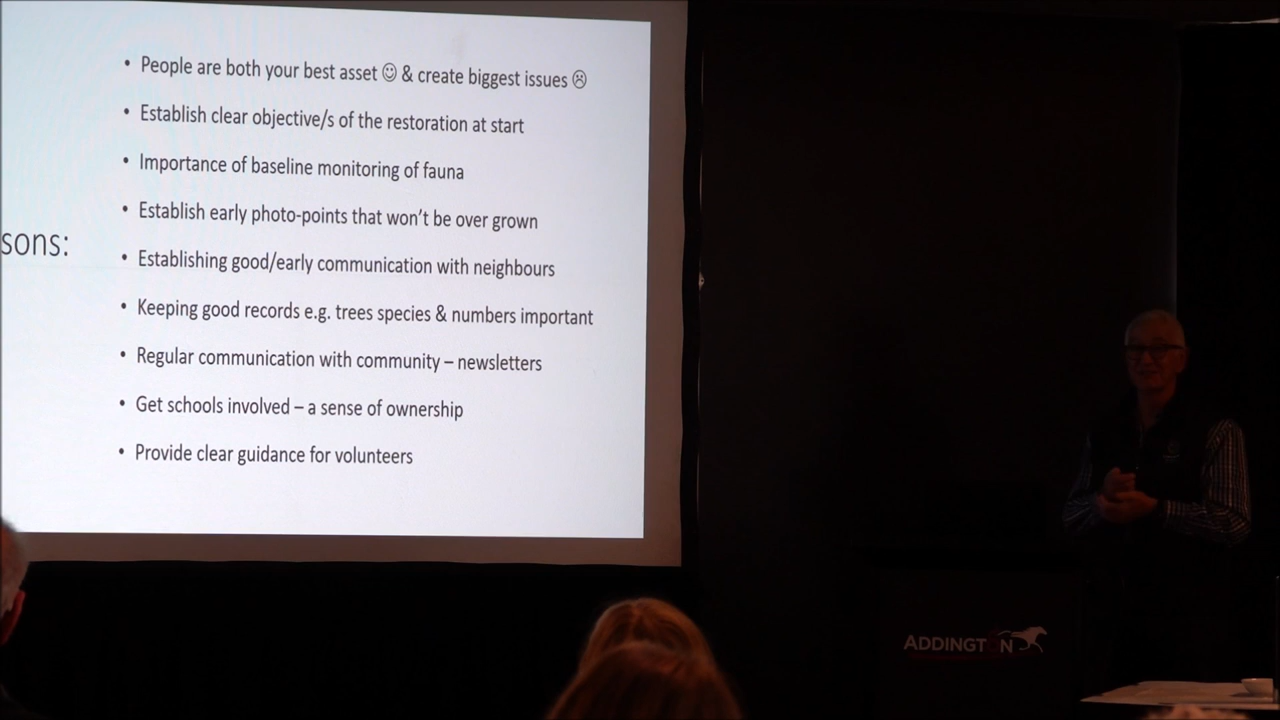 • People are both your best asset ☺ & create biggest issues ☹
• Establish clear objective/s of the restoration at start
• Importance of baseline monitoring of fauna
• Establish early photo-points that won't be over grown
sons:
• Establishing good/early communication with neighbours
• Keeping good records e.g. trees species & numbers important
• Regular communication with community – newsletters
• Get schools involved – a sense of ownership
• Provide clear guidance for volunteers
ADDINGTON